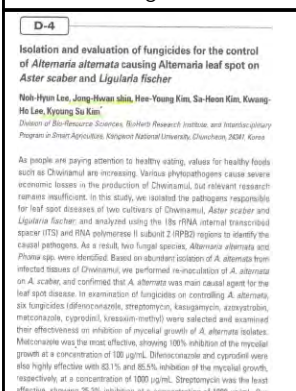 D-4
Isolation and evaluation of fungicides for the control
of Alternaria alternata causing Alternaria leaf spot on
Aster scaber and Ligularia fischer
Noh-Hyun Lee, Jong-Hwan shin, Hee-Young Kim, Sa-Heon Kim, Kwang-
Ho Lee, Kyoung Su Kim*
Division of Bio-Resource Sciences, BioHerb Research Institute, and Interdisciplinary
Program in Smart Agriculture, Kangwon National University, Chuncheon, 24341, Korea
As people are paying attention to healthy eating, values for healthy foods
such as Chwinamul are increasing. Various phytopathogens cause severe
economic losses in the production of Chwinamul, but relevant research
remains insufficient. In this study, we isolated the pathogens responsible
for leaf spot diseases of two cultivars of Chwinamul, Aster scaber and
Ligularia fischer; and analyzed using the 18s rRNA internal transcribed
spacer (ITS) and RNA polymerase II subunit 2 (RPB2) regions to identify the
causal pathogens. As a result, two fungal species, Alternaria alternata and
Phoma spp. were identified. Based on abundant isolation of A. alternata from
infected tissues of Chwinamul, we performed re-inoculation of A. alternata
on A. scaber, and confirmed that A. alternata was main causal agent for the
leaf spot disease. In examination of fungicides on controlling A. alternata,
six fungicides (difenoconazole, streptomycin, kasugamycin, azoxystrobin,
metconazole, cyprodinil, kresoxim-methyl) were selected and examined
their effectiveness on inhibition of mycelial growth of A. alternata isolates.
Metconazole was the most effective, showing 100% inhibition of the mycelial
growth at a concentration of 100 μg/mL. Difenoconazole and cyprodinil were
also highly effective with 83.1% and 85.5% inhibition of the mycelial growth,
respectively, at a concentration of 1000 μg/ml. Streptomycin was the least